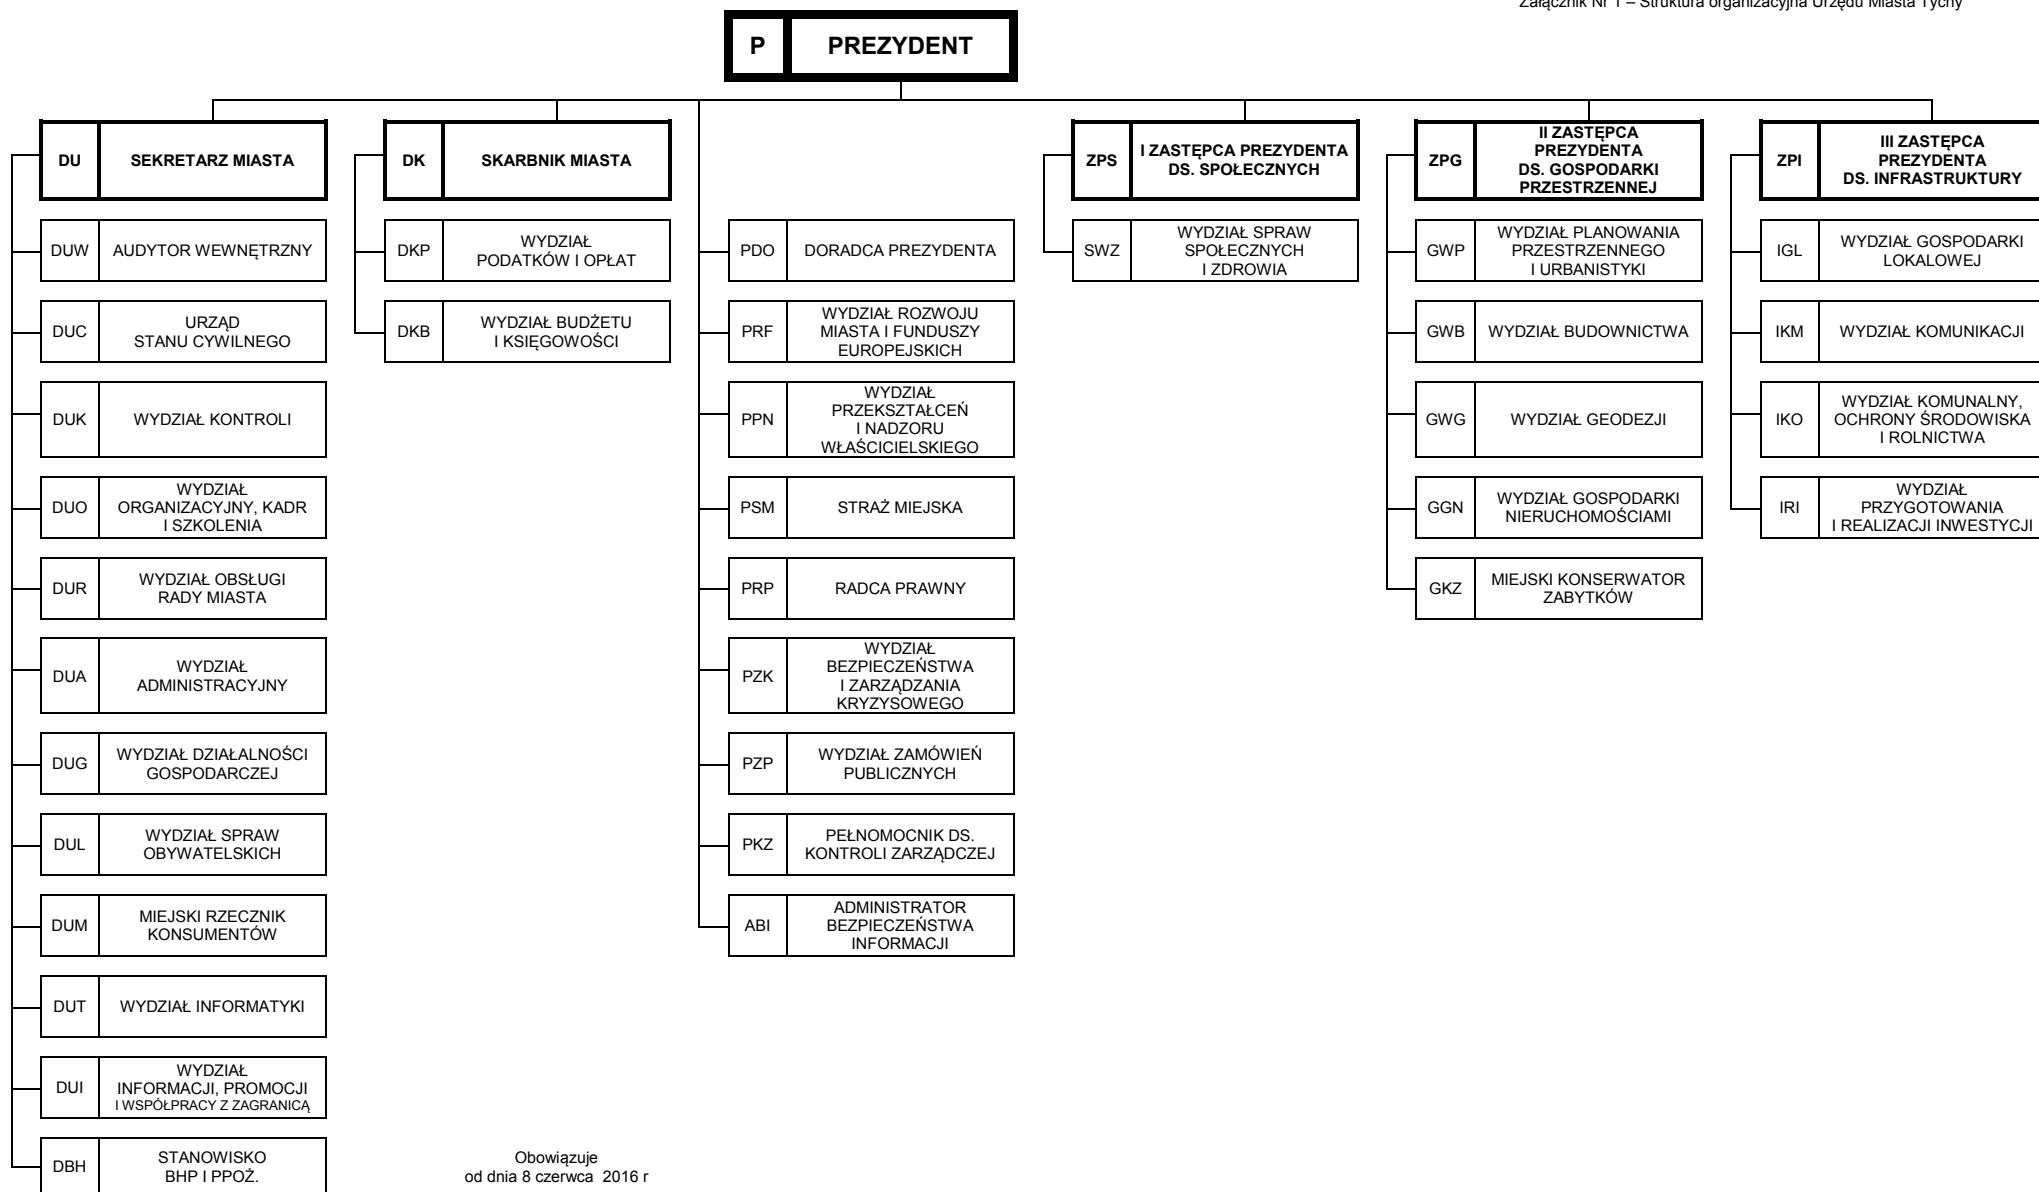 Załącznik Nr 1 – Struktura organizacyjna Urzędu Miasta Tychy
P PREZYDENT
DU SEKRETARZ MIASTA
DUW AUDYTOR WEWNĘTRZNY
DUC URZĄD
STANU CYWILNEGO
DUK WYDZIAŁ KONTROLI
DUO WYDZIAŁ
ORGANIZACYJNY, KADR
I SZKOLENIA
DUR WYDZIAŁ OBSŁUGI
RADY MIASTA
DUA WYDZIAŁ
ADMINISTRACYJNY
DUG WYDZIAŁ DZIAŁALNOŚCI
GOSPODARCZEJ
DUL WYDZIAŁ SPRAW
OBYWATELSKICH
DUM MIEJSKI RZECZNIK
KONSUMENTÓW
DUT WYDZIAŁ INFORMATYKI
DUI WYDZIAŁ
INFORMACJI, PROMOCJI
I WSPÓŁPRACY Z ZAGRANICĄ
DBH STANOWISKO
BHP I PPOŻ.
DK SKARBNIK MIASTA
DKP WYDZIAŁ
PODATKÓW I OPŁAT
DKB WYDZIAŁ BUDŻETU
I KSIĘGOWOŚCI
PDO DORADCA PREZYDENTA
PRF WYDZIAŁ ROZWOJU
MIASTA I FUNDUSZY
EUROPEJSKICH
PPN WYDZIAŁ
PRZEKSZTAŁCEŃ
I NADZORU
WŁAŚCICIELSKIEGO
PSM STRAŻ MIEJSKA
PRP RADCA PRAWNY
PZK WYDZIAŁ
BEZPIECZEŃSTWA
I ZARZĄDZANIA
KRYZYSOWEGO
PZP WYDZIAŁ ZAMÓWIEŃ
PUBLICZNYCH
PKZ PEŁNOMOCNIK DS.
KONTROLI ZARZĄDCZEJ
ABI ADMINISTRATOR
BEZPIECZEŃSTWA
INFORMACJI
ZPS I ZASTĘPCA PREZYDENTA
DS. SPOŁECZNYCH
SWZ WYDZIAŁ SPRAW
SPOŁECZNYCH
I ZDROWIA
ZPG II ZASTĘPCA
PREZYDENTA
DS. GOSPODARKI
PRZESTRZENNEJ
GWP WYDZIAŁ PLANOWANIA
PRZESTRZENNEGO
I URBANISTYKI
GWB WYDZIAŁ BUDOWNICTWA
GWG WYDZIAŁ GEODEZJI
GGN WYDZIAŁ GOSPODARKI
NIERUCHOMOŚCIAMI
GKZ MIEJSKI KONSERWATOR
ZABYTKÓW
ZPI III ZASTĘPCA
PREZYDENTA
DS. INFRASTRUKTURY
IGL WYDZIAŁ GOSPODARKI
LOKALOWEJ
IKM WYDZIAŁ KOMUNIKACJI
IKO WYDZIAŁ KOMUNALNY,
OCHRONY ŚRODOWISKA
I ROLNICTWA
IRI WYDZIAŁ
PRZYGOTOWANIA
I REALIZACJI INWESTYCJI
Obowiązuje
od dnia 8 czerwca 2016 r